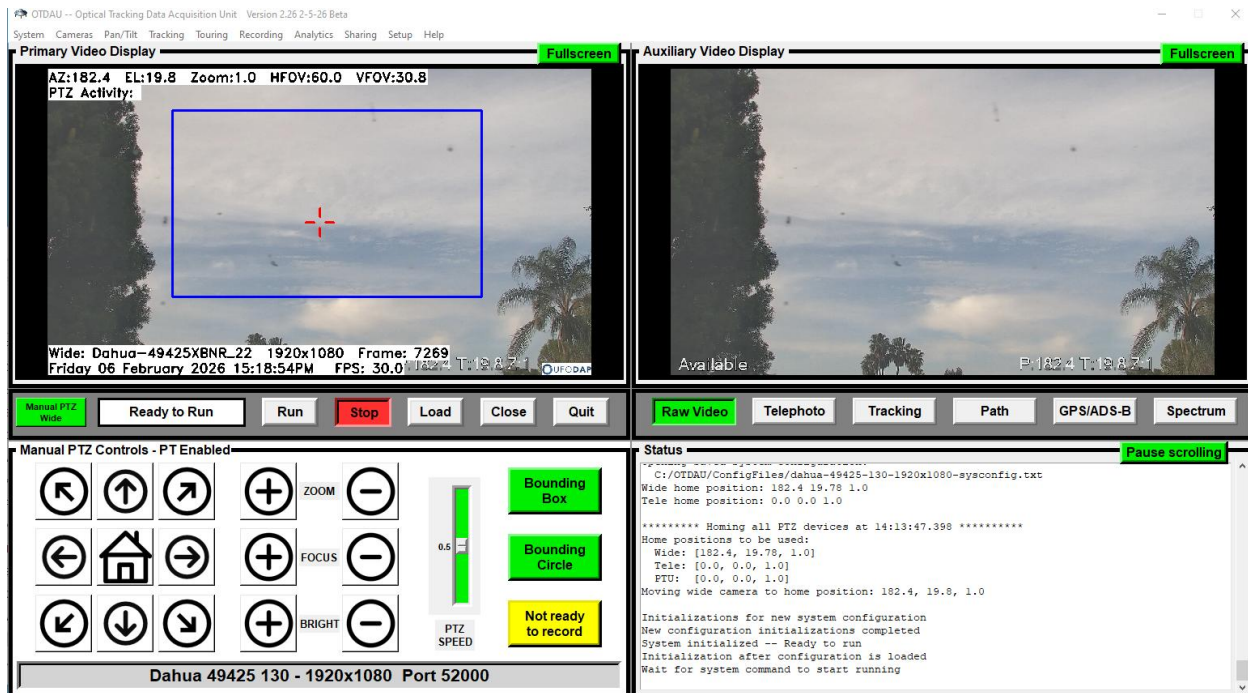 OTDAU -- Optical Tracking Data Acquisition Unit Version 2.26 2-5-26 Beta
System Cameras Pan/Tilt Tracking Touring Recording Analytics Sharing Setup Help
Primary Video Display
Fullscreen
AZ:182.4 EL:19.8 Zoom:1.0 HFOV:60.0 VFOV:30.8
PTZ Activity:
Wide: Dahua-49425XBNR_22 1920x1080 Frame: 7269
Friday 06 February 2026 15:18:54PM FPS: 30.0
T:19.8 Z:1
UFODAP
Auxiliary Video Display
Fullscreen
Available
P:182.4 T:19.8 Z:1
Manual PTZ
Wide
Ready to Run
Run
Stop
Load
Close
Quit
Raw Video
Telephoto
Tracking
Path
GPS/ADS-B
Spectrum
Manual PTZ Controls - PT Enabled
ZOOM
FOCUS
BRIGHT
0.5
PTZ
SPEED
Bounding
Box
Bounding
Circle
Not ready
to record
Dahua 49425 130 - 1920x1080 Port 52000
Status
Pause scrolling
C:/OTDAU/ConfigFiles/dahua-49425-130-1920x1080-sysconfig.txt
Wide home position: 182.4 19.78 1.0
Tele home position: 0.0 0.0 1.0
********* Homing all PTZ devices at 14:13:47.398 **********
Home positions to be used:
Wide: [182.4, 19.78, 1.0]
Tele: [0.0, 0.0, 1.0]
PTU: [0.0, 0.0, 1.0]
Moving wide camera to home position: 182.4, 19.8, 1.0
Initializations for new system configuration
New configuration initializations completed
System initialized -- Ready to run
Initialization after configuration is loaded
Wait for system command to start running